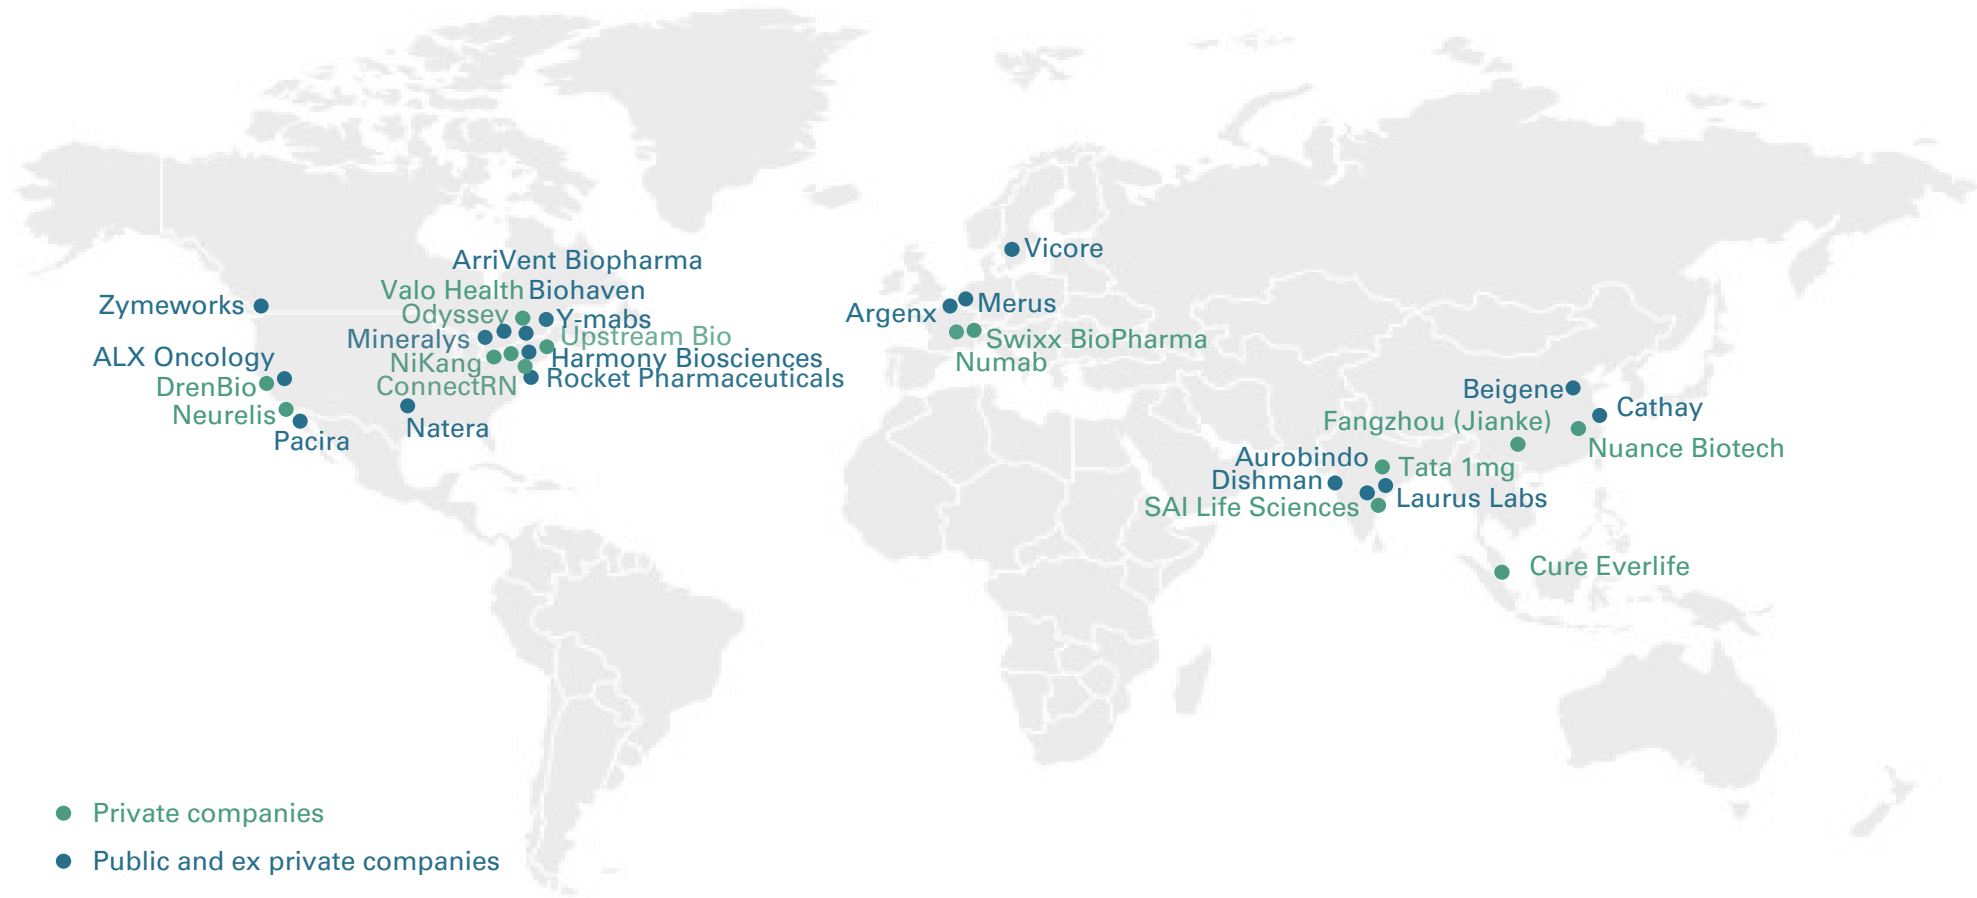 Vicore
ArriVent Biopharma
Valo Health
Biohaven
Zymeworks
Odyssey
Y-mabs
Mineralys
Upstream Bio
NiKang
Harmony Biosciences
ConnectRN
Rocket Pharmaceuticals
ALX Oncology
DrenBio
Neurelis
Pacira
Natera
Argenx
Merus
Swixx BioPharma
Numab
Beigene
Cathay
Fangzhou (Jianke)
Nuance Biotech
Aurobindo
Tata 1mg
Dishman
Laurus Labs
SAI Life Sciences
Cure Everlife
Private companies
Public and ex private companies